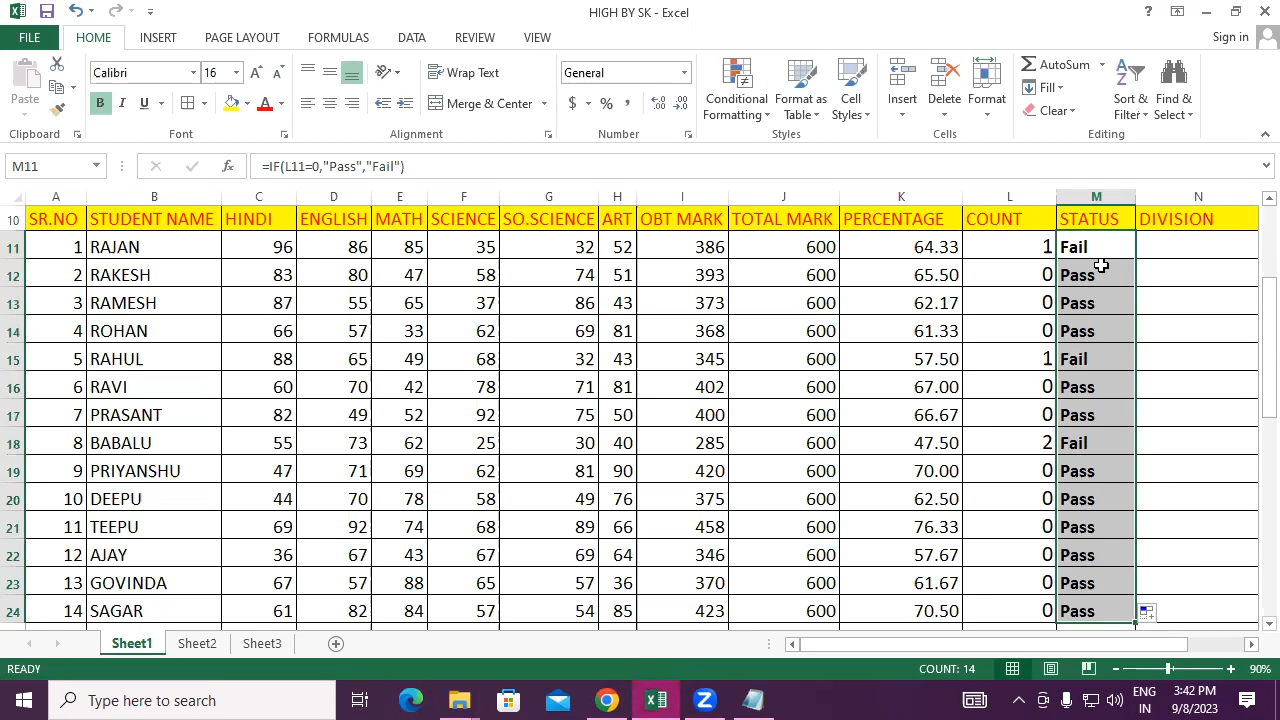 HIGH BY SK - Excel
FILE HOME INSERT PAGE LAYOUT FORMULAS DATA REVIEW VIEW Sign in
Paste Calibri 16 Wrap Text General Conditional Formatting Format as Table Cell Styles Insert Delete Format AutoSum Fill Clear Sort & Filter Find & Select
B I U Merge & Center $ %
Clipboard Font Alignment Number Styles Cells Editing
M11 fx =IF(L11=0,"Pass","Fail")
A B C D E F G H I J K L M N
10 SR.NO STUDENT NAME HINDI ENGLISH MATH SCIENCE SO.SCIENCE ART OBT MARK TOTAL MARK PERCENTAGE COUNT STATUS DIVISION
11 1 RAJAN 96 86 85 35 32 52 386 600 64.33 1 Fail
12 2 RAKESH 83 80 47 58 74 51 393 600 65.50 0 Pass
13 3 RAMESH 87 55 65 37 86 43 373 600 62.17 0 Pass
14 4 ROHAN 66 57 33 62 69 81 368 600 61.33 0 Pass
15 5 RAHUL 88 65 49 68 32 43 345 600 57.50 1 Fail
16 6 RAVI 60 70 42 78 71 81 402 600 67.00 0 Pass
17 7 PRASANT 82 49 52 92 75 50 400 600 66.67 0 Pass
18 8 BABALU 55 73 62 25 30 40 285 600 47.50 2 Fail
19 9 PRIYANSHU 47 71 69 62 81 90 420 600 70.00 0 Pass
20 10 DEEPU 44 70 78 58 49 76 375 600 62.50 0 Pass
21 11 TEEPU 69 92 74 68 89 66 458 600 76.33 0 Pass
22 12 AJAY 36 67 43 67 69 64 346 600 57.67 0 Pass
23 13 GOVINDA 67 57 88 65 57 36 370 600 61.67 0 Pass
24 14 SAGAR 61 82 84 57 54 85 423 600 70.50 0 Pass
Sheet1 Sheet2 Sheet3
READY COUNT: 14 90%
Type here to search ENG 3:42 PM
IN 9/8/2023